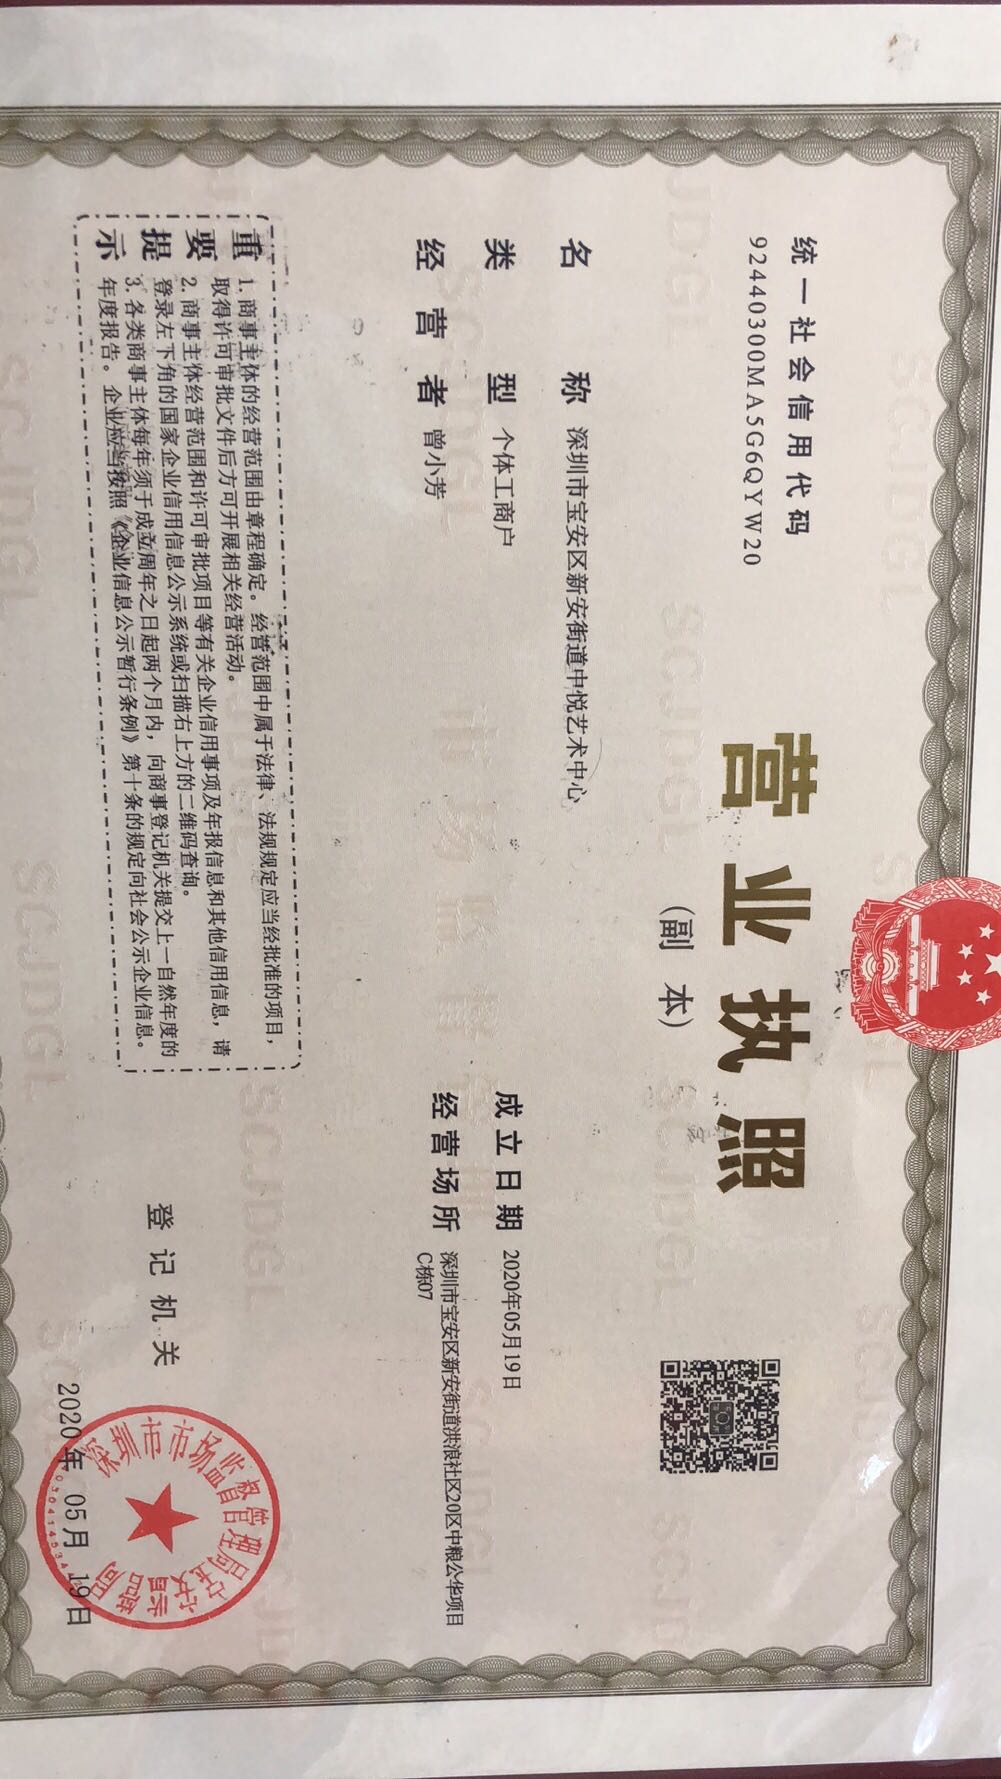 统一社会信用代码
92440300MA5G6QYW20
营业执照
(副 本)
名 称 深圳市宝安区新安街道中悦艺术中心
类 型 个体工商户
经 营 者 曾小芳
成 立 日 期 2020年05月19日
经 营 场 所 深圳市宝安区新安街道洪浪社区20区中粮公华项目
C栋07
重要提示
1. 商事主体的经营范围由章程确定。经营范围中属于法律、法规规定应当经批准的项目，
取得许可审批文件后方可开展相关经营活动。
2. 商事主体经营范围和许可审批项目等有关企业信用事项及年报信息和其他信用信息，请
登录左下角的国家企业信用信息公示系统或扫描右上方的二维码查询。
3. 各类商事主体每年须于成立周年之日起两个月内，向商事登记机关提交上一自然年度的
年度报告。企业应当按照《企业信息公示暂行条例》第十条的规定向社会公示企业信息。
登 记 机 关
深圳市市场监督管理局宝安监管局
2020 年 05 月 19 日
SCJDGL